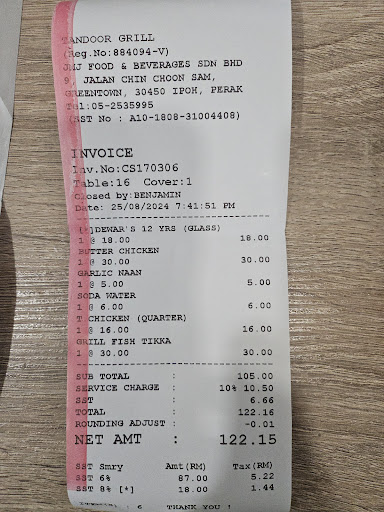 TANDOOR GRILL
(Reg.No:884094-V)
JMJ FOOD & BEVERAGES SDN BHD
9, JALAN CHIN CHOON SAM,
GREENTOWN, 30450 IPOH, PERAK
Tel:05-2535995
(SST No : A10-1808-31004408)
INVOICE
Inv.No:CS170306
Table:16 Cover:1
Closed by:BENJAMIN
Date: 25/08/2024 7:41:51 PM
[*]DEWAR'S 12 YRS (GLASS)
1 @ 18.00 18.00
BUTTER CHICKEN
1 @ 30.00 30.00
GARLIC NAAN
1 @ 5.00 5.00
SODA WATER
1 @ 6.00 6.00
T CHICKEN (QUARTER)
1 @ 16.00 16.00
GRILL FISH TIKKA
1 @ 30.00 30.00
SUB TOTAL : 105.00
SERVICE CHARGE : 10% 10.50
SST : 6.66
TOTAL : 122.16
ROUNDING ADJUST : -0.01
NET AMT : 122.15
SST Smry Amt(RM) Tax(RM)
SST 6% 87.00 5.22
SST 8% [*] 18.00 1.44
: 6 THANK YOU !